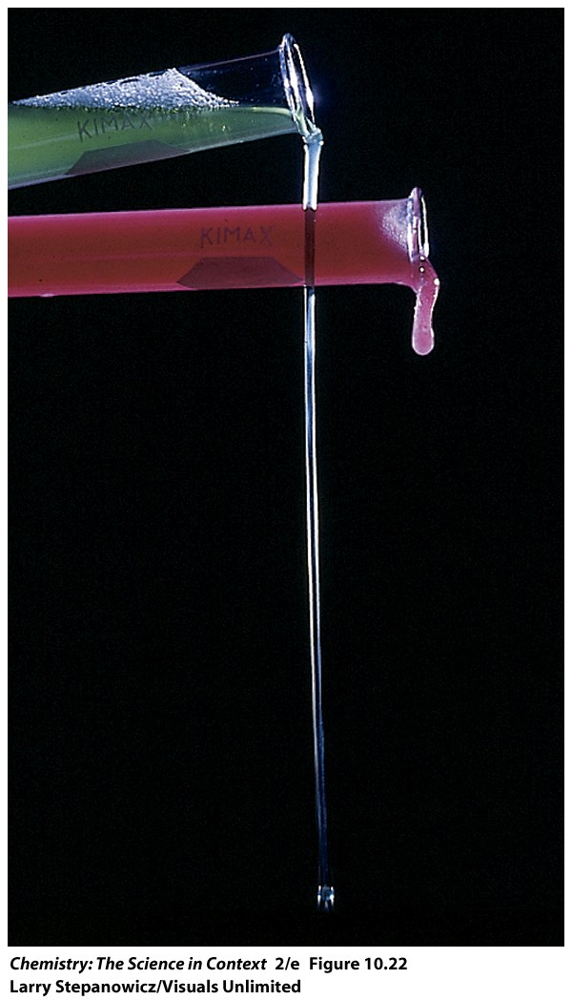 KIMAX
KIMAX
Chemistry: The Science in Context 2/e Figure 10.22
Larry Stepanowicz/Visuals Unlimited